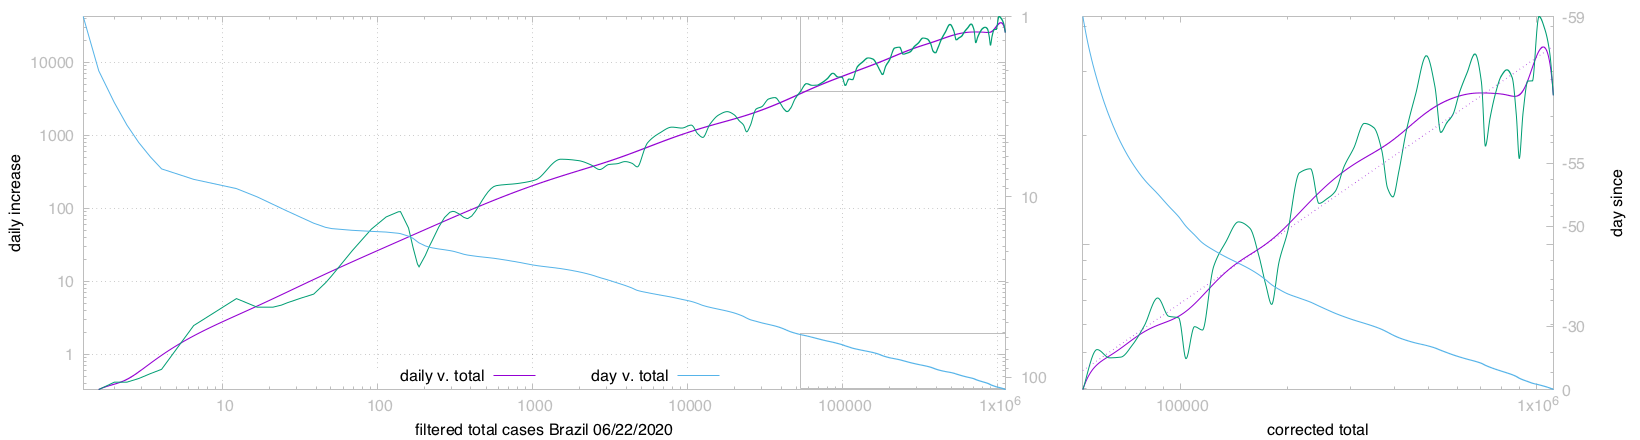 10000
1000
100
10
1
daily increase
daily v. total
day v. total
10
100
1000
10000
100000
1x10^6
filtered total cases Brazil 06/22/2020
1
10
100
100000
1x10^6
corrected total
-59
-55
-50
-30
0
day since